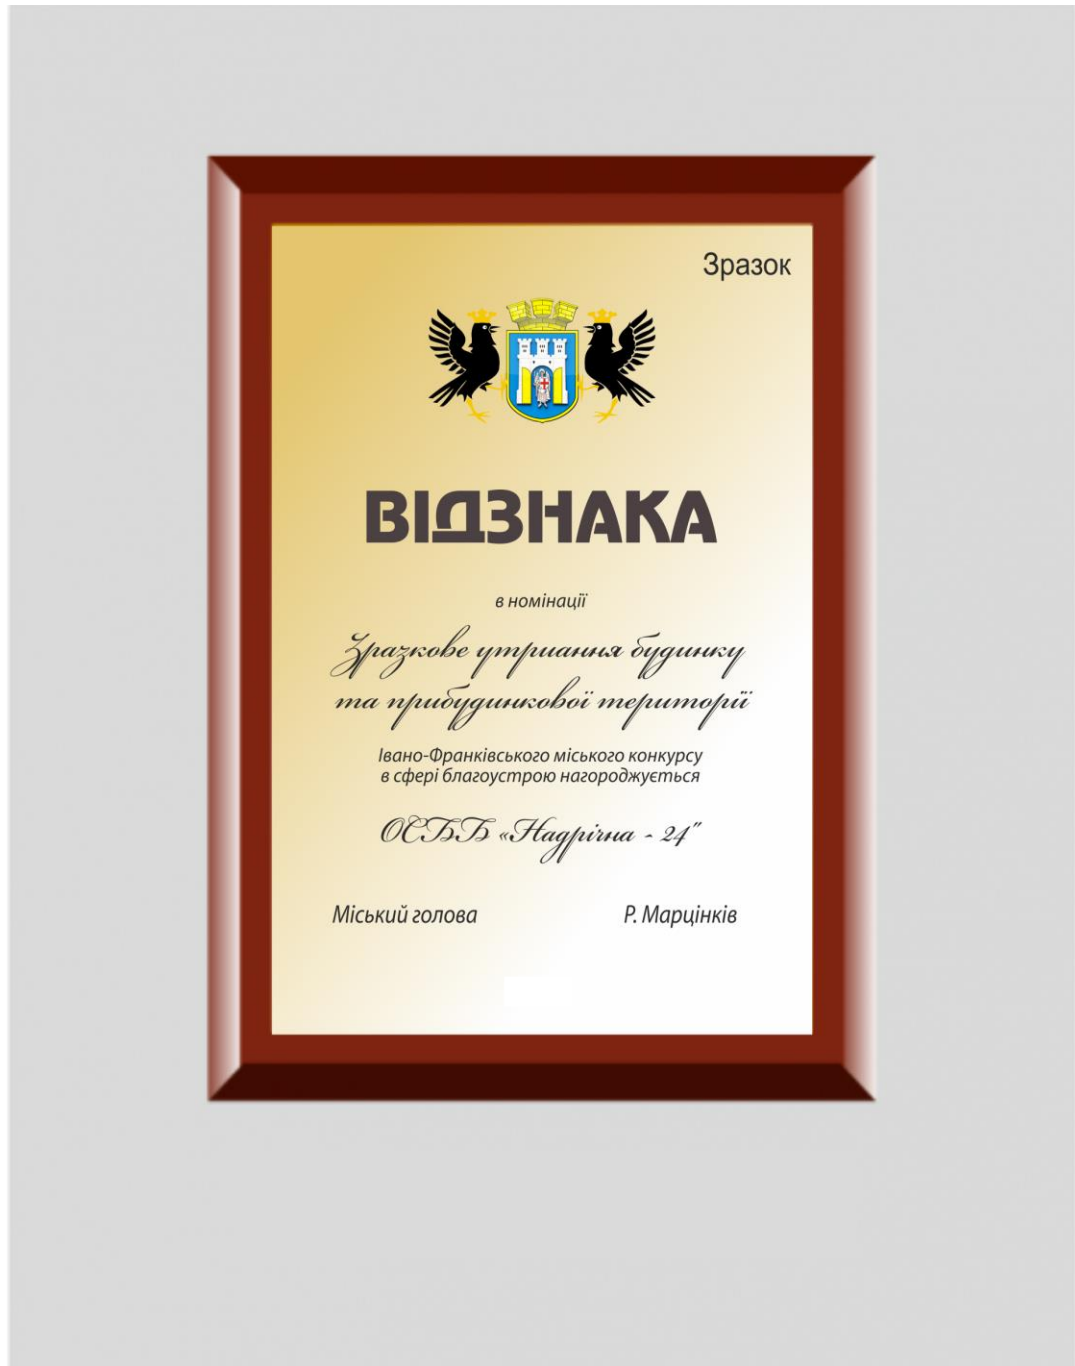 Зразок
ВІДЗНАКА
в номінації
Зразкове утриання будинку
та прибудинкової території
Івано-Франківського міського конкурсу
в сфері благоустрою нагороджується
ОСББ «Надрічна - 24"
Міський голова Р. Марцінків